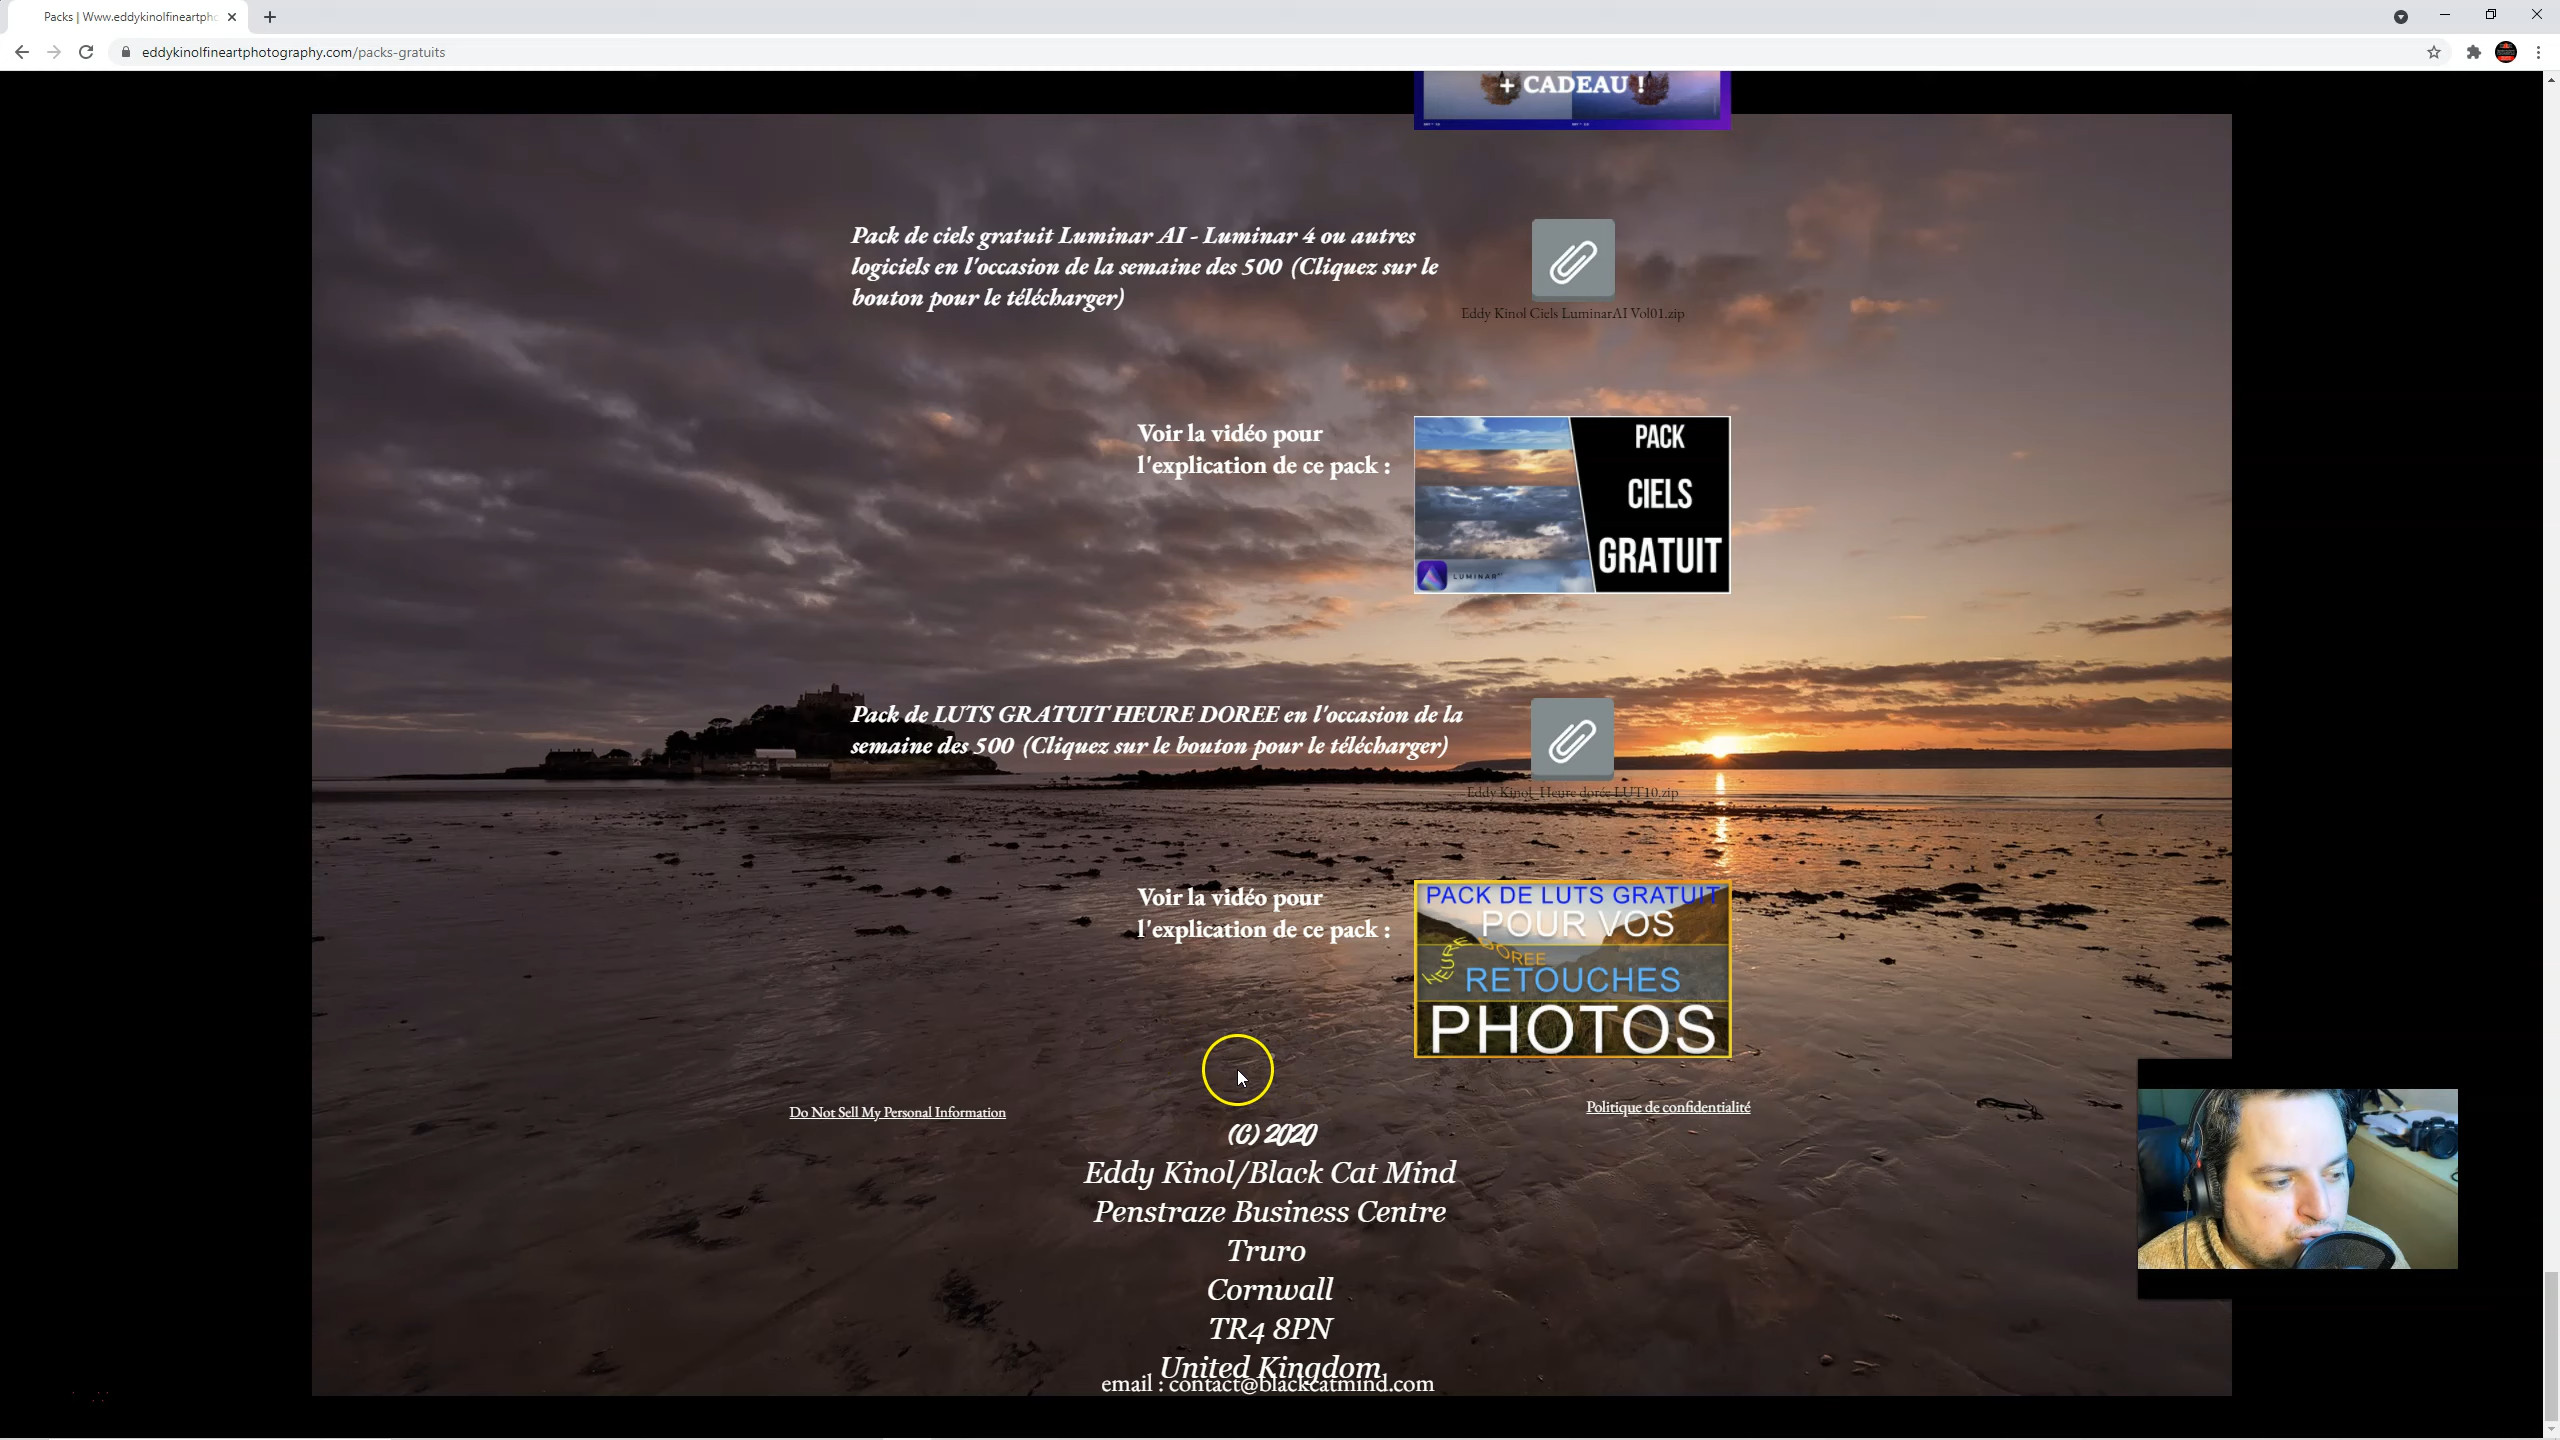 Packs | Www.eddykinolfineartpho
eddykinolfineartphotography.com/packs-gratuits
+ CADEAU !
Pack de ciels gratuit Luminar AI - Luminar 4 ou autres
logiciels en l'occasion de la semaine des 500 (Cliquez sur le
bouton pour le télécharger)
Eddy Kinol Ciels LuminarAI Vol01.zip
Voir la vidéo pour
l'explication de ce pack :
PACK
CIELS
GRATUIT
LUMINAR
Pack de LUTS GRATUIT HEURE DOREE en l'occasion de la
semaine des 500 (Cliquez sur le bouton pour le télécharger)
Eddy Kinol_Heure dorée LUT10.zip
Voir la vidéo pour
l'explication de ce pack :
PACK DE LUTS GRATUIT
POUR VOS
HEURE DOREE
RETOUCHES
PHOTOS
Do Not Sell My Personal Information
Politique de confidentialité
(C) 2020
Eddy Kinol/Black Cat Mind
Penstraze Business Centre
Truro
Cornwall
TR4 8PN
United Kingdom
email : contact@blackcatmind.com